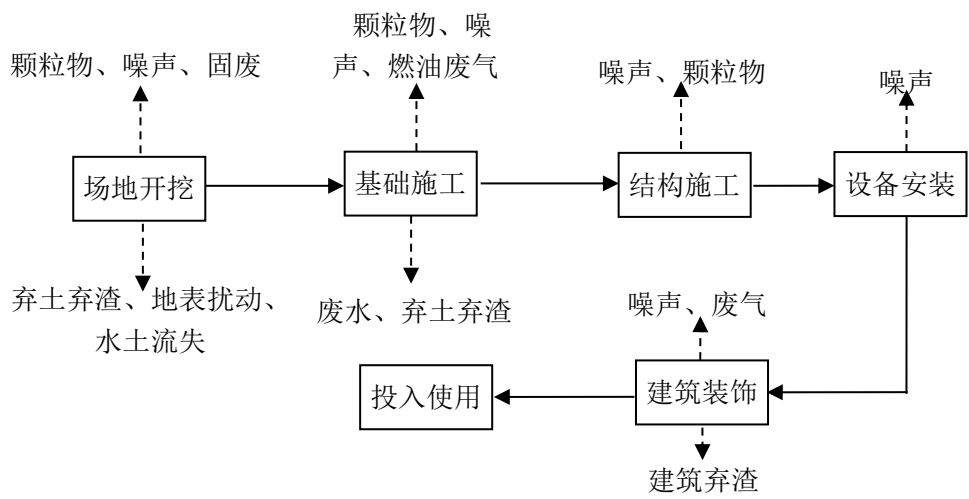 颗粒物、噪声、固废
颗粒物、噪
声、燃油废气
噪声、颗粒物
噪声
场地开挖
基础施工
结构施工
设备安装
弃土弃渣、地表扰动、
水土流失
废水、弃土弃渣
噪声、废气
投入使用
建筑装饰
建筑弃渣